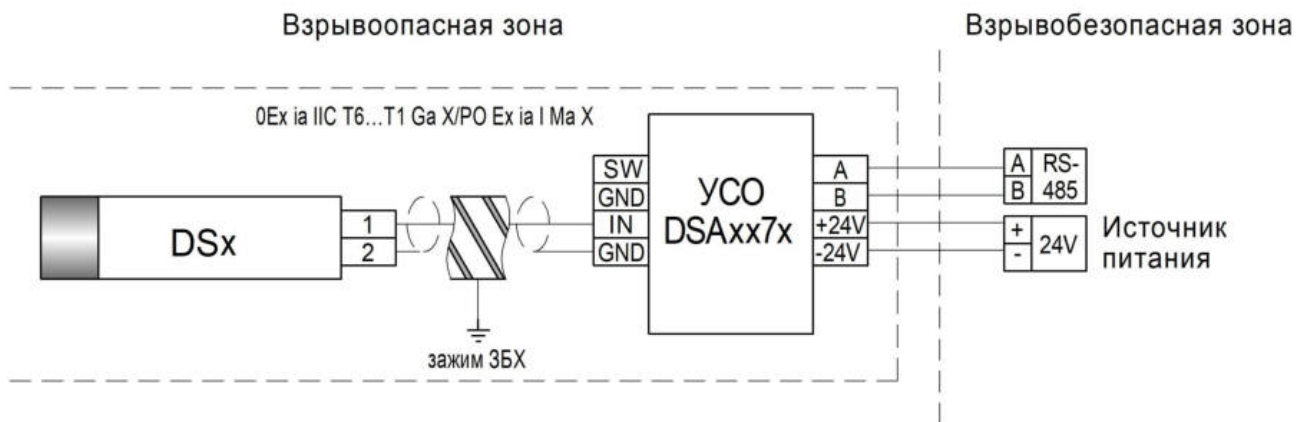 Взрывоопасная зона
Взрывобезопасная зона
0Ex ia IIC T6...T1 Ga X/PO Ex ia I Ma X
DSx
1
2
зажим ЗБХ
SW
GND
IN
GND
УСО
DSAxx7x
A
B
+24V
-24V
A
B
RS-
485
+
-
24V
Источник
питания